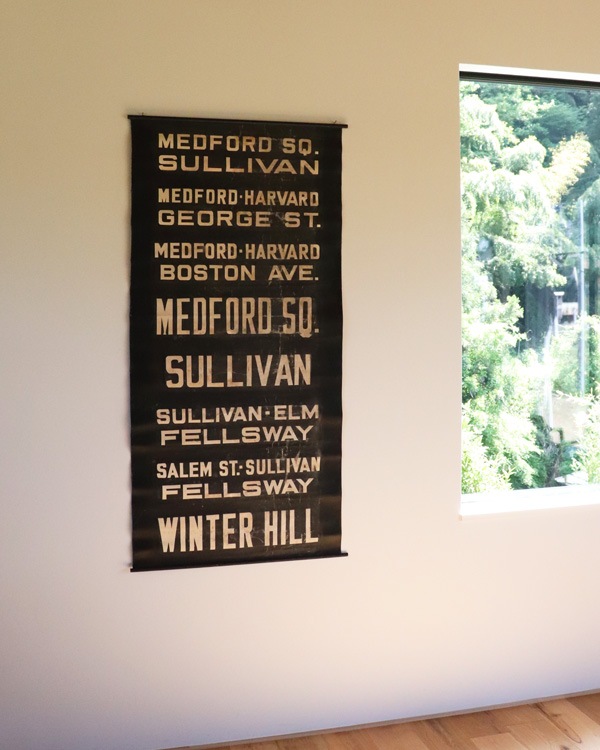 MEDFORD SQ.
SULLIVAN
MEDFORD·HARVARD
GEORGE ST.
MEDFORD·HARVARD
BOSTON AVE.
MEDFORD SQ.
SULLIVAN
SULLIVAN-ELM
FELLSWAY
SALEM ST.-SULLIVAN
FELLSWAY
WINTER HILL